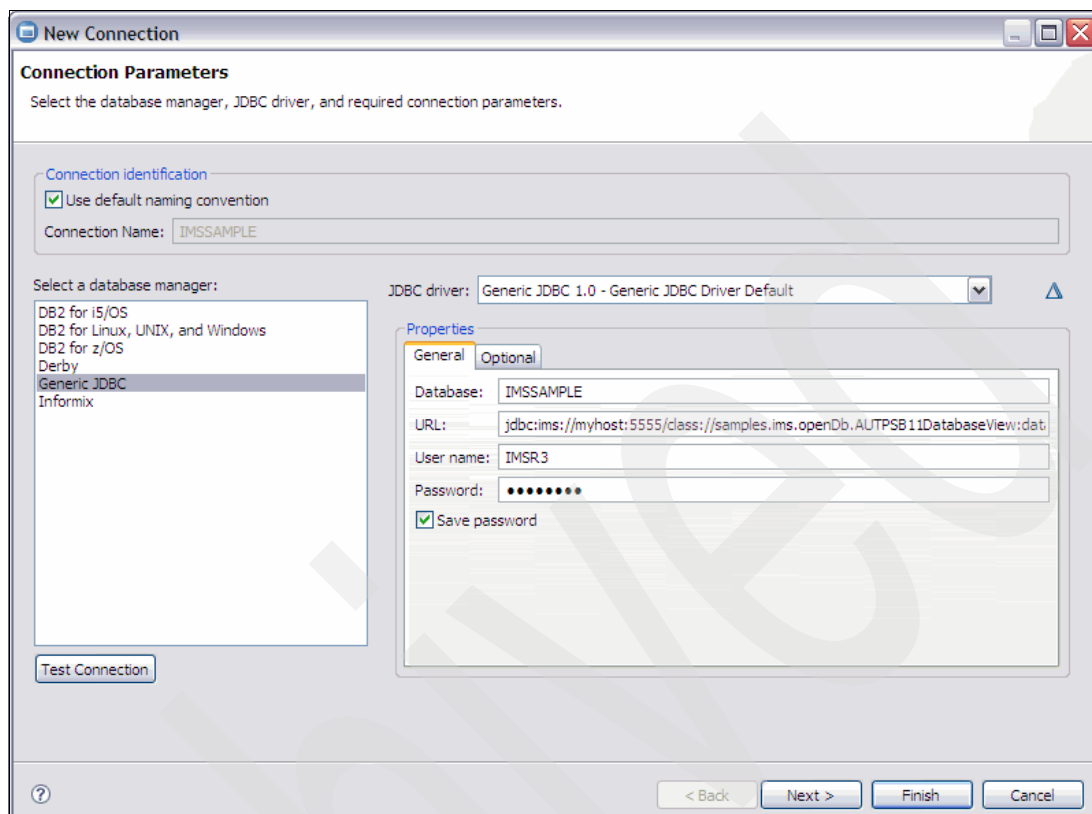 New Connection
Connection Parameters
Select the database manager, JDBC driver, and required connection parameters.
Connection identification
Use default naming convention
Connection Name: IMSSAMPLE
Select a database manager:
DB2 for i5/OS
DB2 for Linux, UNIX, and Windows
DB2 for z/OS
Derby
Generic JDBC
Informix
Test Connection
JDBC driver: Generic JDBC 1.0 - Generic JDBC Driver Default
Properties
General Optional
Database: IMSSAMPLE
URL: jdbc:ims://myhost:5555/class://samples.ims.openDb.AUTPSB11DatabaseView:dat
User name: IMSR3
Password: ●●●●●●●●
Save password
? < Back Next > Finish Cancel